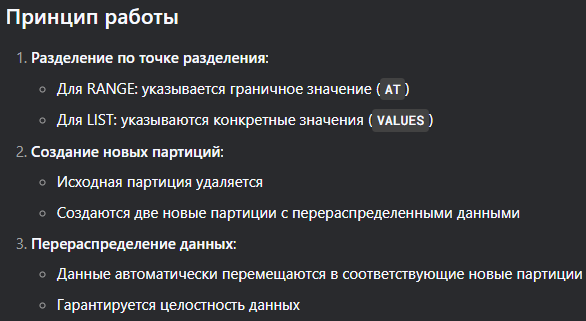 Принцип работы
1. Разделение по точке разделения:
Для RANGE: указывается граничное значение (AT)
Для LIST: указываются конкретные значения (VALUES)
2. Создание новых партиций:
Исходная партиция удаляется
Создаются две новые партиции с перераспределенными данными
3. Перераспределение данных:
Данные автоматически перемещаются в соответствующие новые партиции
Гарантируется целостность данных